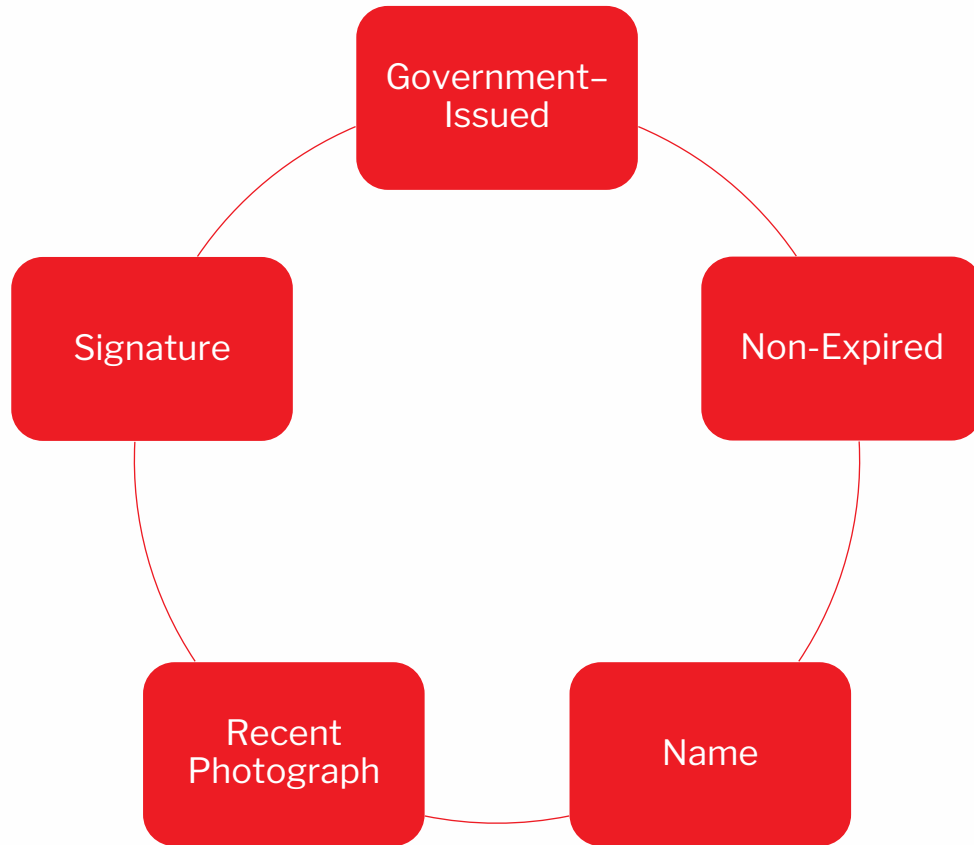 Government–
Issued
Non-Expired
Name
Recent
Photograph
Signature